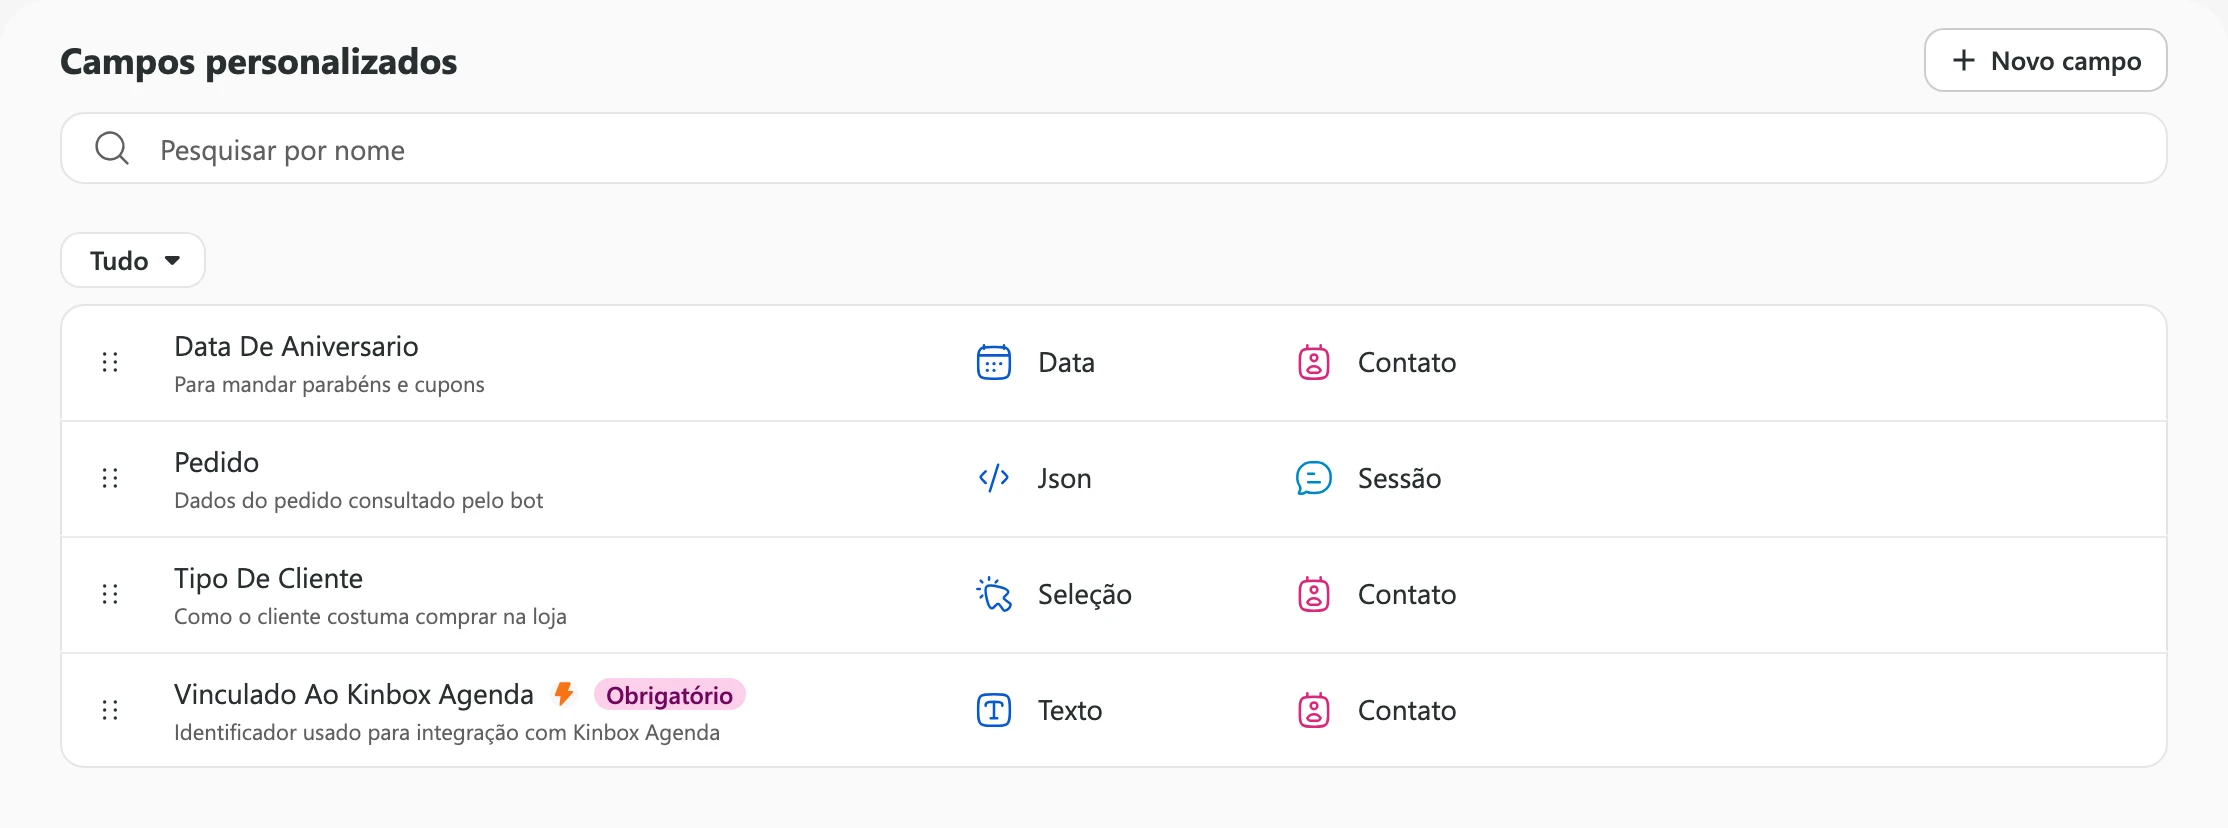 Campos personalizados
Novo campo
Pesquisar por nome
Tudo
Data De Aniversario
Para mandar parabéns e cupons
Data
Contato
Pedido
Dados do pedido consultado pelo bot
Json
Sessão
Tipo De Cliente
Como o cliente costuma comprar na loja
Seleção
Contato
Vinculado Ao Kinbox Agenda
Obrigatório
Identificador usado para integração com Kinbox Agenda
Texto
Contato